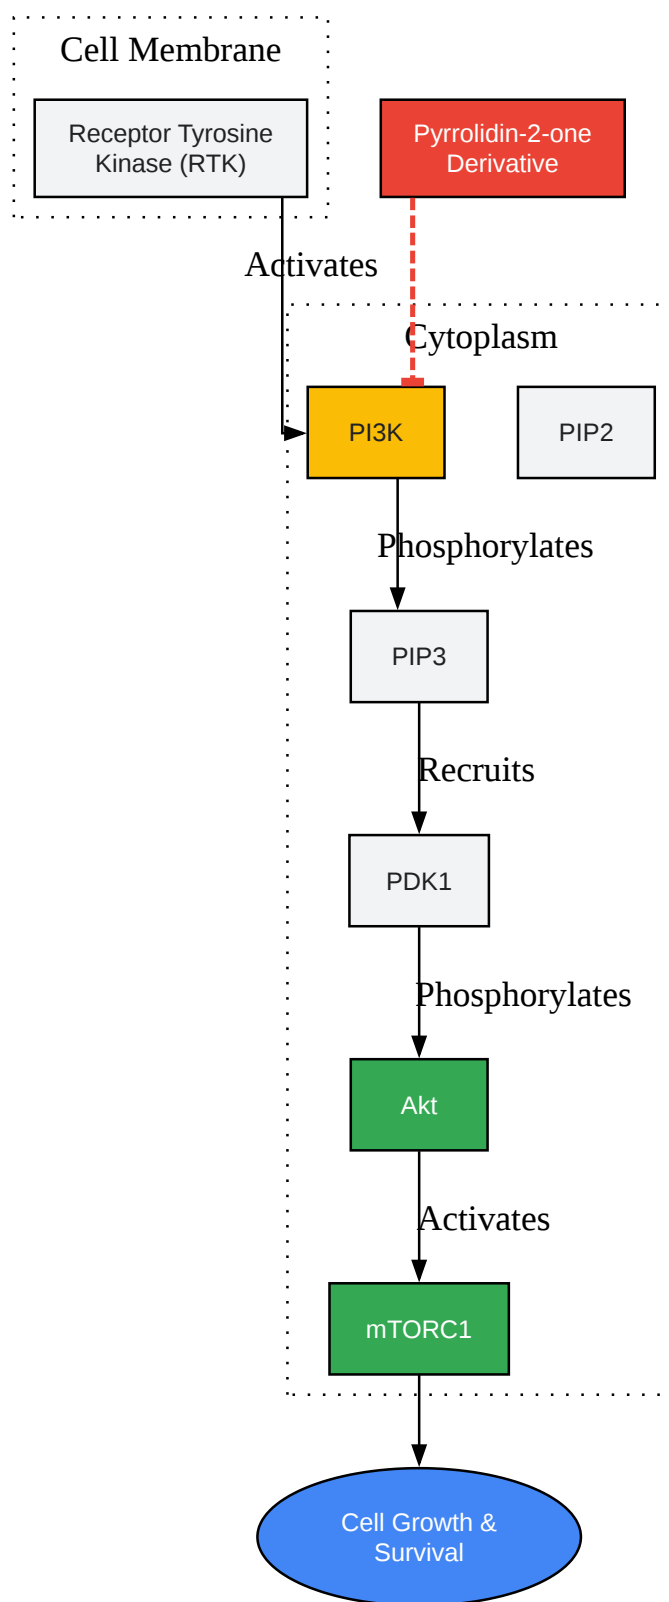 Cell Membrane
Receptor Tyrosine
Kinase (RTK)
Pyrrolidin-2-one
Derivative
Activates
Cytoplasm
PI3K
PIP2
Phosphorylates
PIP3
Recruits
PDK1
Phosphorylates
Akt
Activates
mTORC1
Cell Growth &
Survival